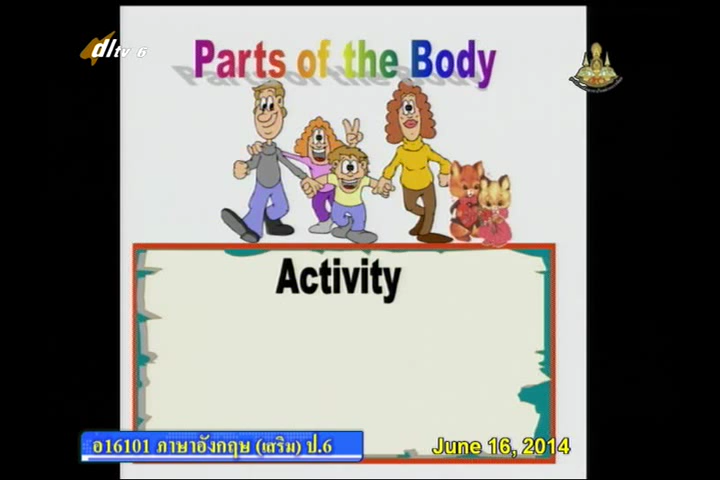 dltv 6
Parts of the Body
Activity
อ16101 ภาษาอังกฤษ (เสริม) ป.6
June 16, 2014